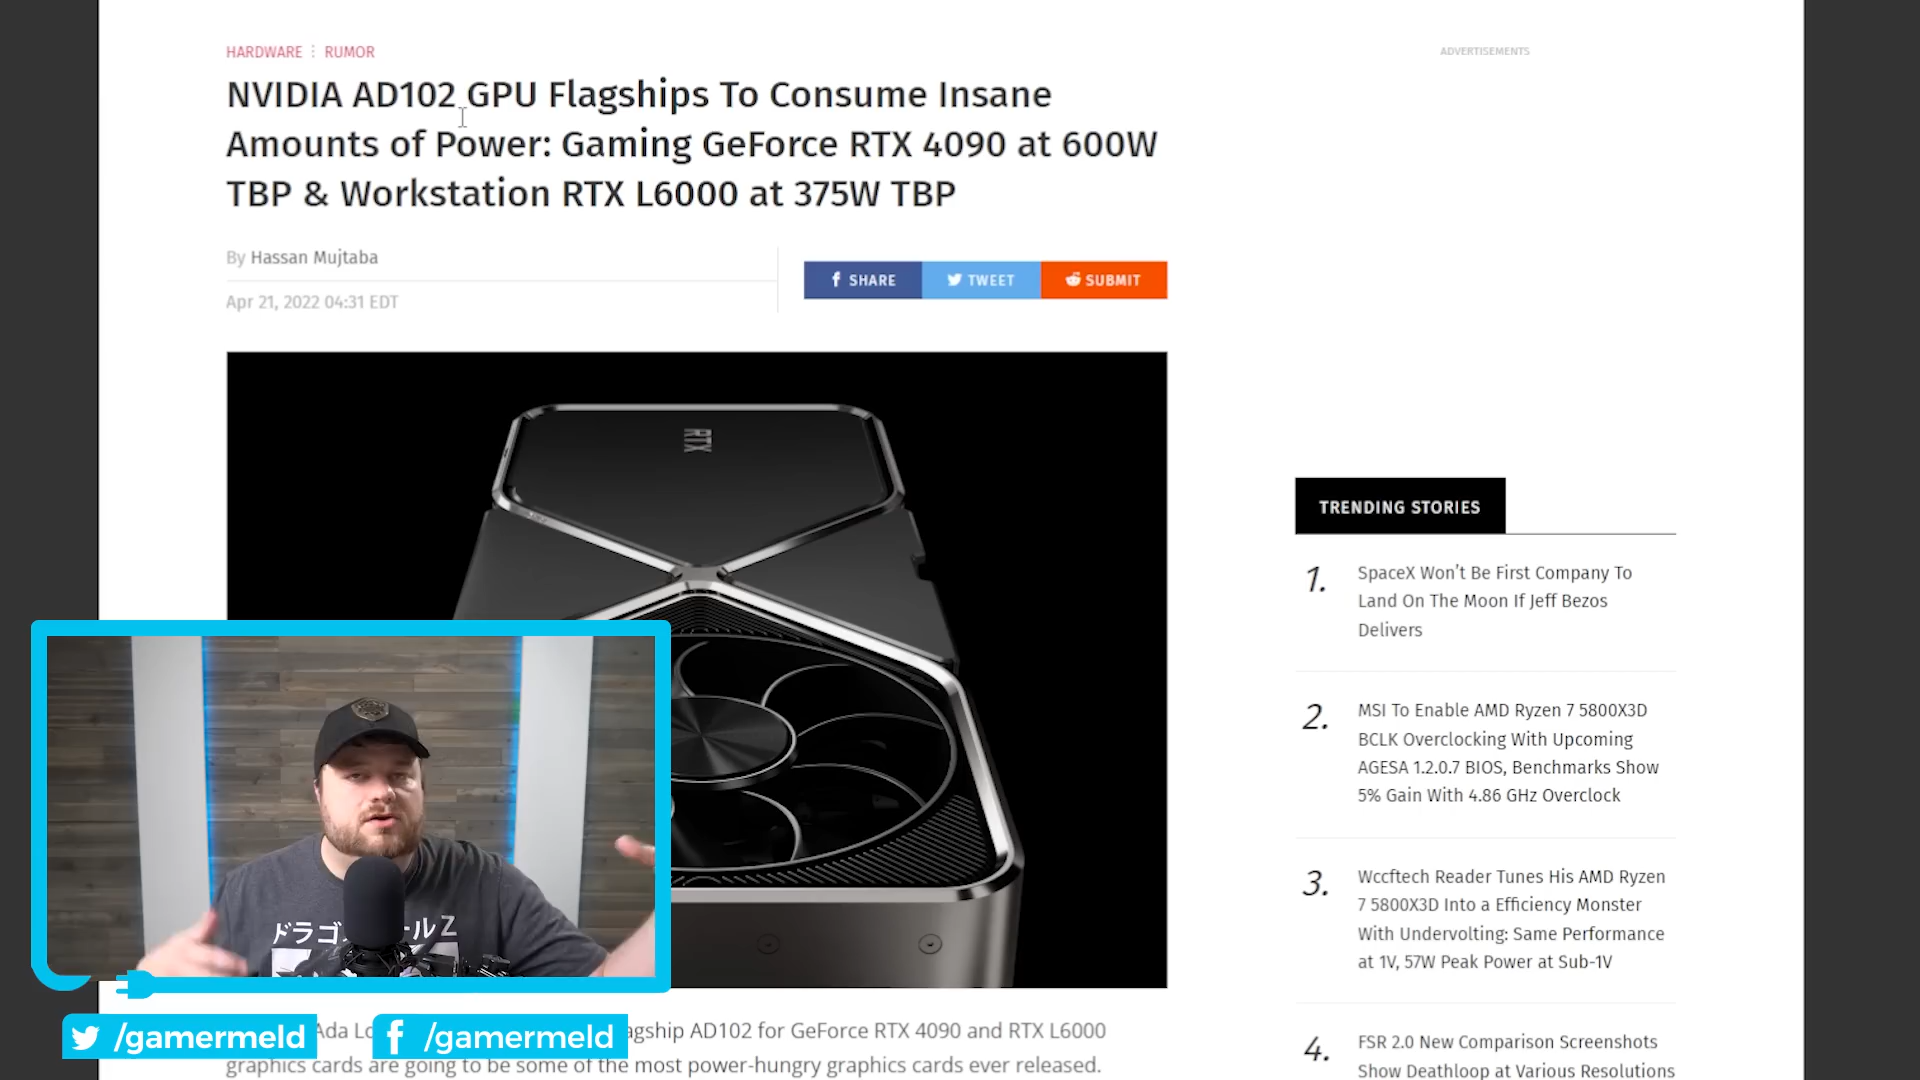 HARDWARE ⋮ RUMOR
ADVERTISEMENTS
NVIDIA AD102 GPU Flagships To Consume Insane
Amounts of Power: Gaming GeForce RTX 4090 at 600W
TBP & Workstation RTX L6000 at 375W TBP
By Hassan Mujtaba
Apr 21, 2022 04:31 EDT
SHARE
TWEET
SUBMIT
RTX
TRENDING STORIES
1. SpaceX Won't Be First Company To
Land On The Moon If Jeff Bezos
Delivers
2. MSI To Enable AMD Ryzen 7 5800X3D
BCLK Overclocking With Upcoming
AGESA 1.2.0.7 BIOS, Benchmarks Show
5% Gain With 4.86 GHz Overclock
3. Wccftech Reader Tunes His AMD Ryzen
7 5800X3D Into a Efficiency Monster
With Undervolting: Same Performance
at 1V, 57W Peak Power at Sub-1V
4. FSR 2.0 New Comparison Screenshots
Show Deathloop at Various Resolutions
ドラゴ ールZ
/gamermeld
/gamermeld
Ada AD102 for GeForce RTX 4090 and RTX L6000
graphics cards are going to be some of the most power-hungry graphics cards ever released.